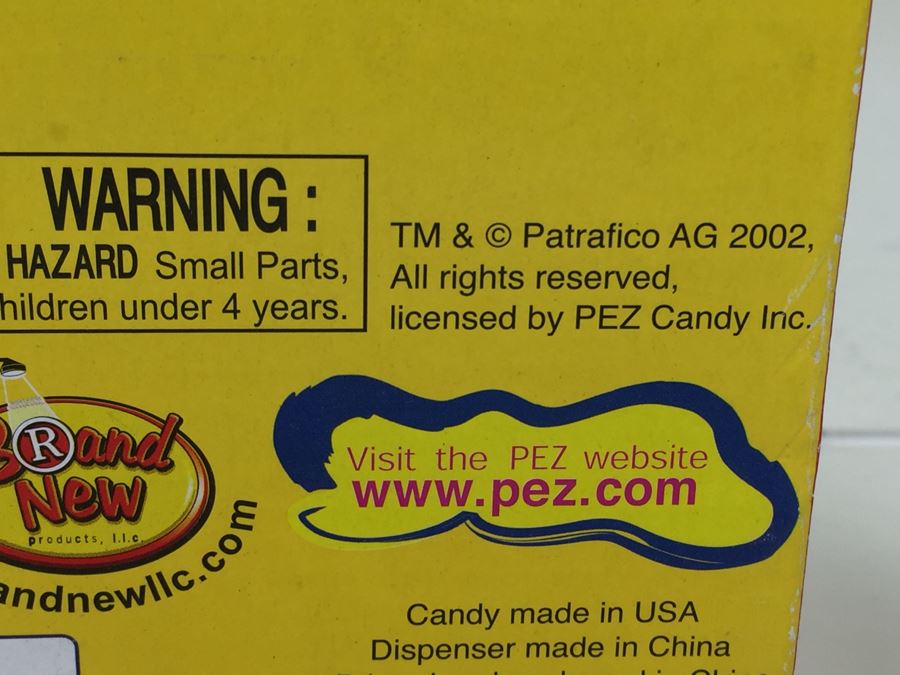 WARNING :
HAZARD Small Parts,
hildren under 4 years.
TM & © Patrafico AG 2002,
All rights reserved,
licensed by PEZ Candy Inc.
BRand
New
products, l.l.c.
andnewllc.com
Visit the PEZ website
www.pez.com
Candy made in USA
Dispenser made in China